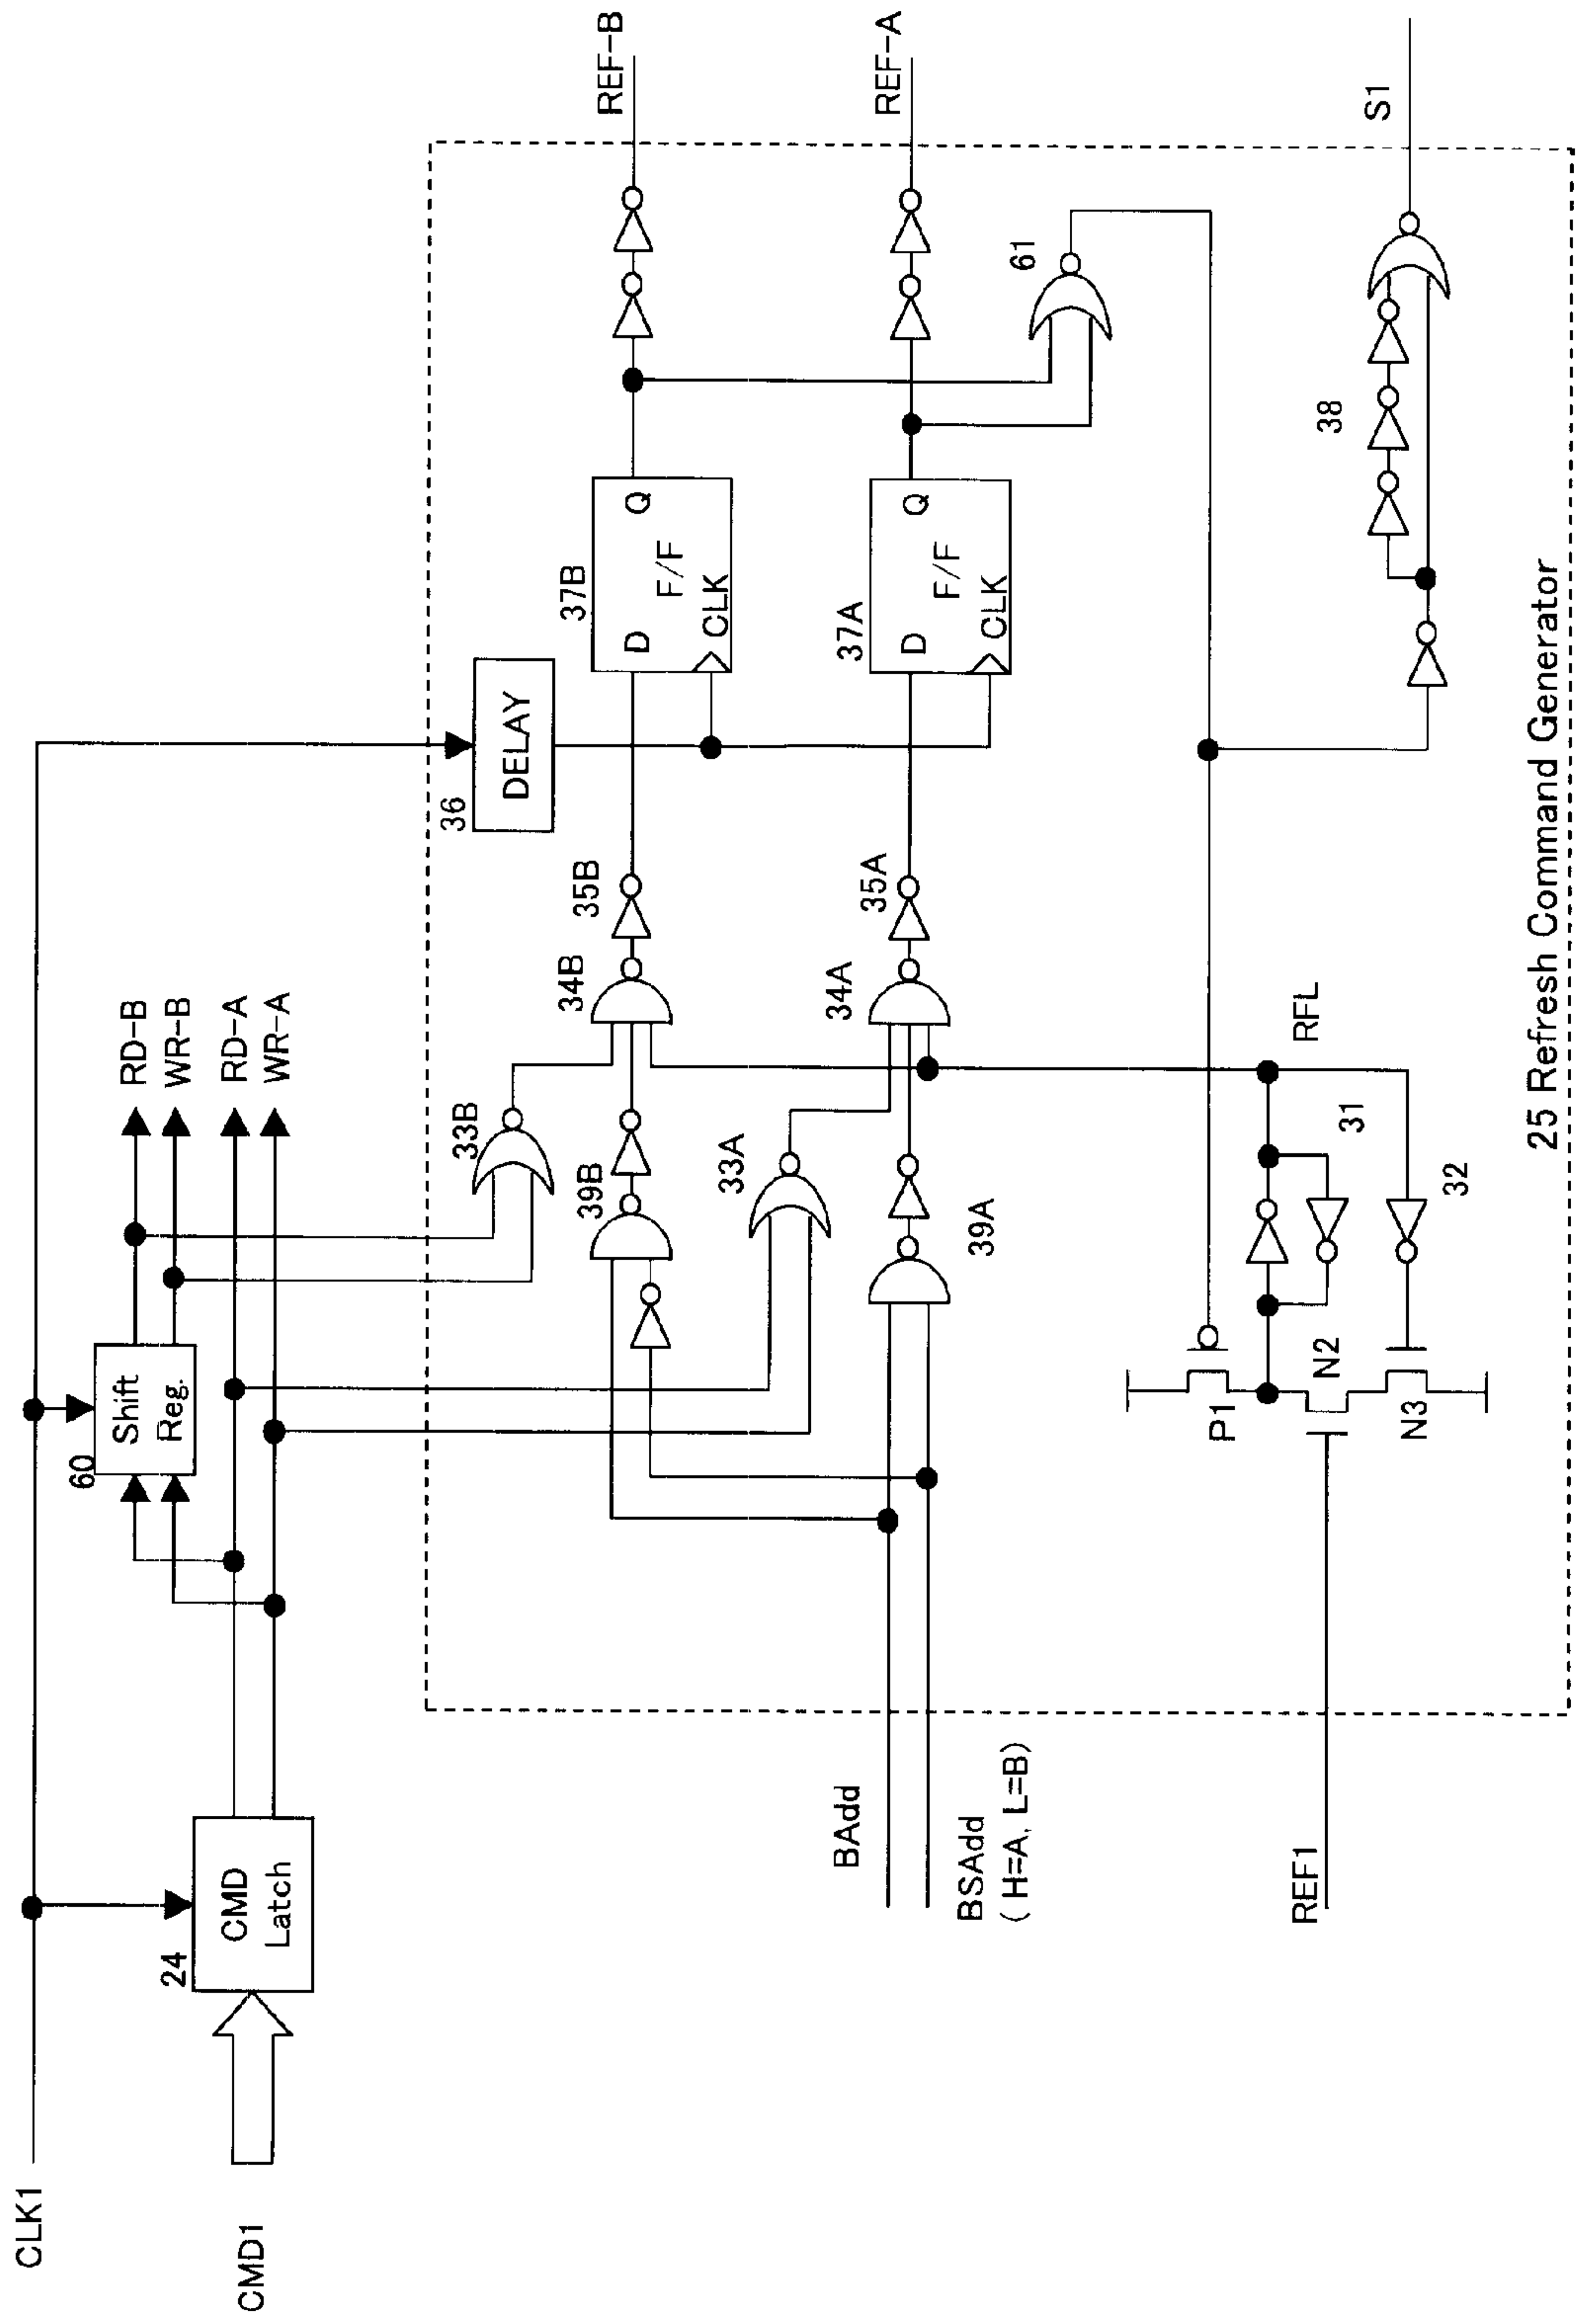 CLK1
CMD1
24
CMD
Latch
60
Shift
Reg.
RD-B
WR-B
RD-A
WR-A
BAdd
BSAdd
( H=A, L=B)
REF1
33B
39B
33A
39A
34B
35B
34A
35A
36
DELAY
37B
D
Q
F/F
CLK
37A
D
Q
F/F
CLK
REF-B
REF-A
61
S1
38
P1
N2
N3
31
32
RFL
25 Refresh Command Generator